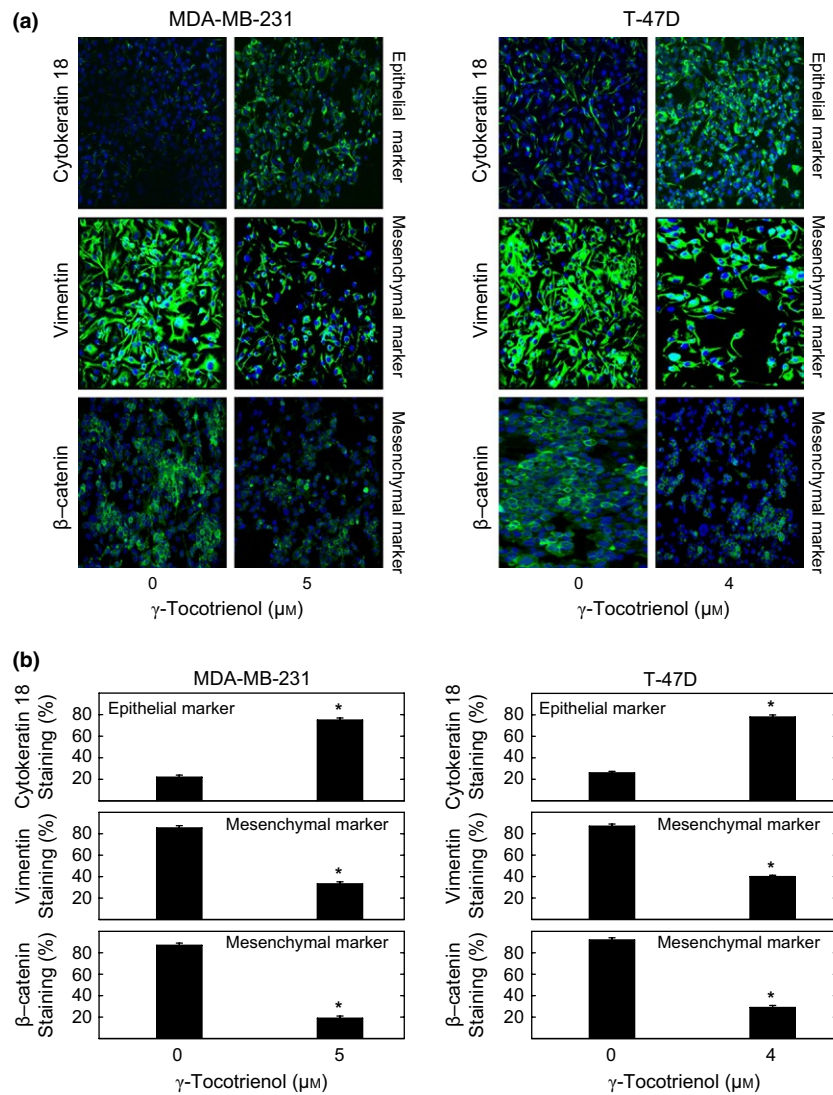 (a)
MDA-MB-231
T-47D
Cytokeratin 18
Epithelial marker
Cytokeratin 18
Epithelial marker
Vimentin
Mesenchymal marker
Vimentin
Mesenchymal marker
β–catenin
Mesenchymal marker
β–catenin
Mesenchymal marker
0
5
0
4
γ-Tocotrienol (μM)
γ-Tocotrienol (μM)
(b)
MDA-MB-231
T-47D
Cytokeratin 18
Staining (%)
80
60
40
20
Epithelial marker
*
Cytokeratin 18
Staining (%)
80
60
40
20
Epithelial marker
*
Vimentin
Staining (%)
80
60
40
20
Mesenchymal marker
*
Vimentin
Staining (%)
80
60
40
20
Mesenchymal marker
*
β–catenin
Staining (%)
80
60
40
20
Mesenchymal marker
*
β–catenin
Staining (%)
80
60
40
20
Mesenchymal marker
*
0
5
0
4
γ-Tocotrienol (μM)
γ-Tocotrienol (μM)